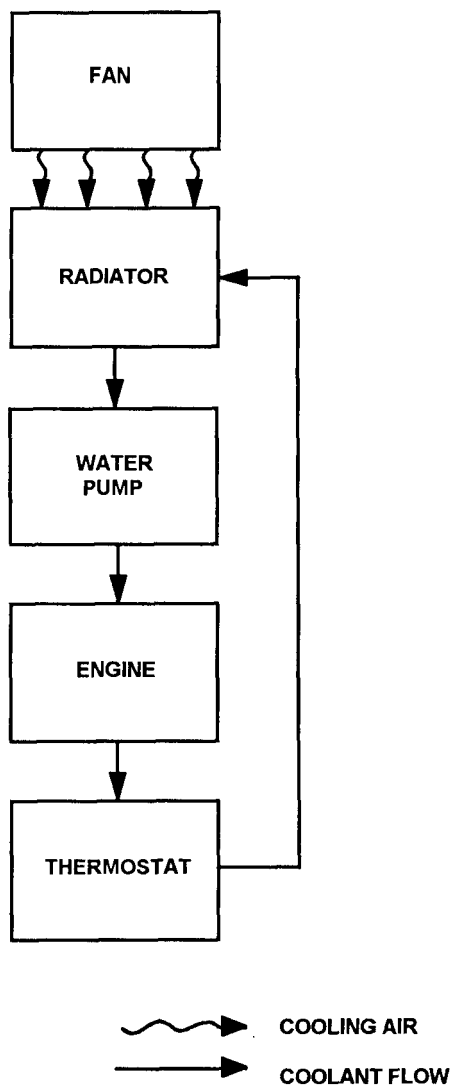 FAN
RADIATOR
WATER
PUMP
ENGINE
THERMOSTAT
COOLING AIR
COOLANT FLOW